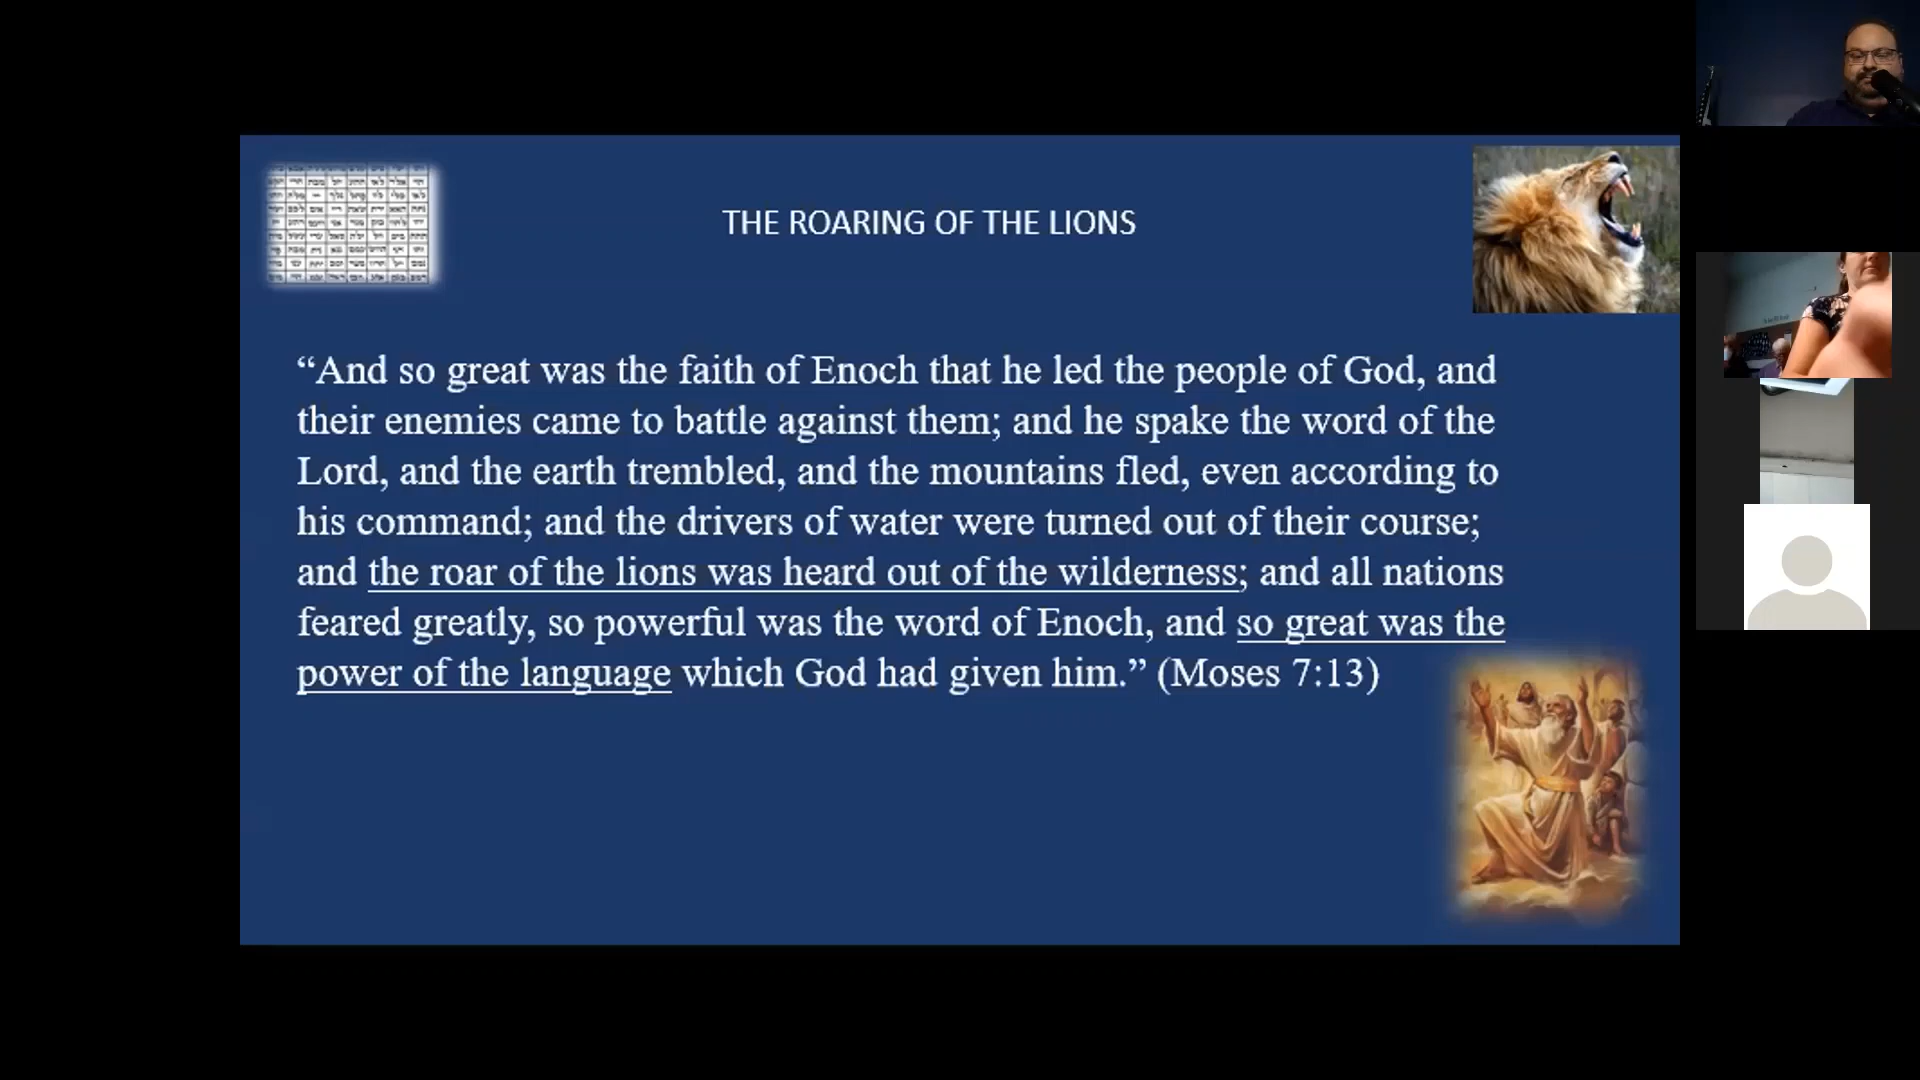 THE ROARING OF THE LIONS
“And so great was the faith of Enoch that he led the people of God, and
their enemies came to battle against them; and he spake the word of the
Lord, and the earth trembled, and the mountains fled, even according to
his command; and the drivers of water were turned out of their course;
and the roar of the lions was heard out of the wilderness; and all nations
feared greatly, so powerful was the word of Enoch, and so great was the
power of the language which God had given him.” (Moses 7:13)